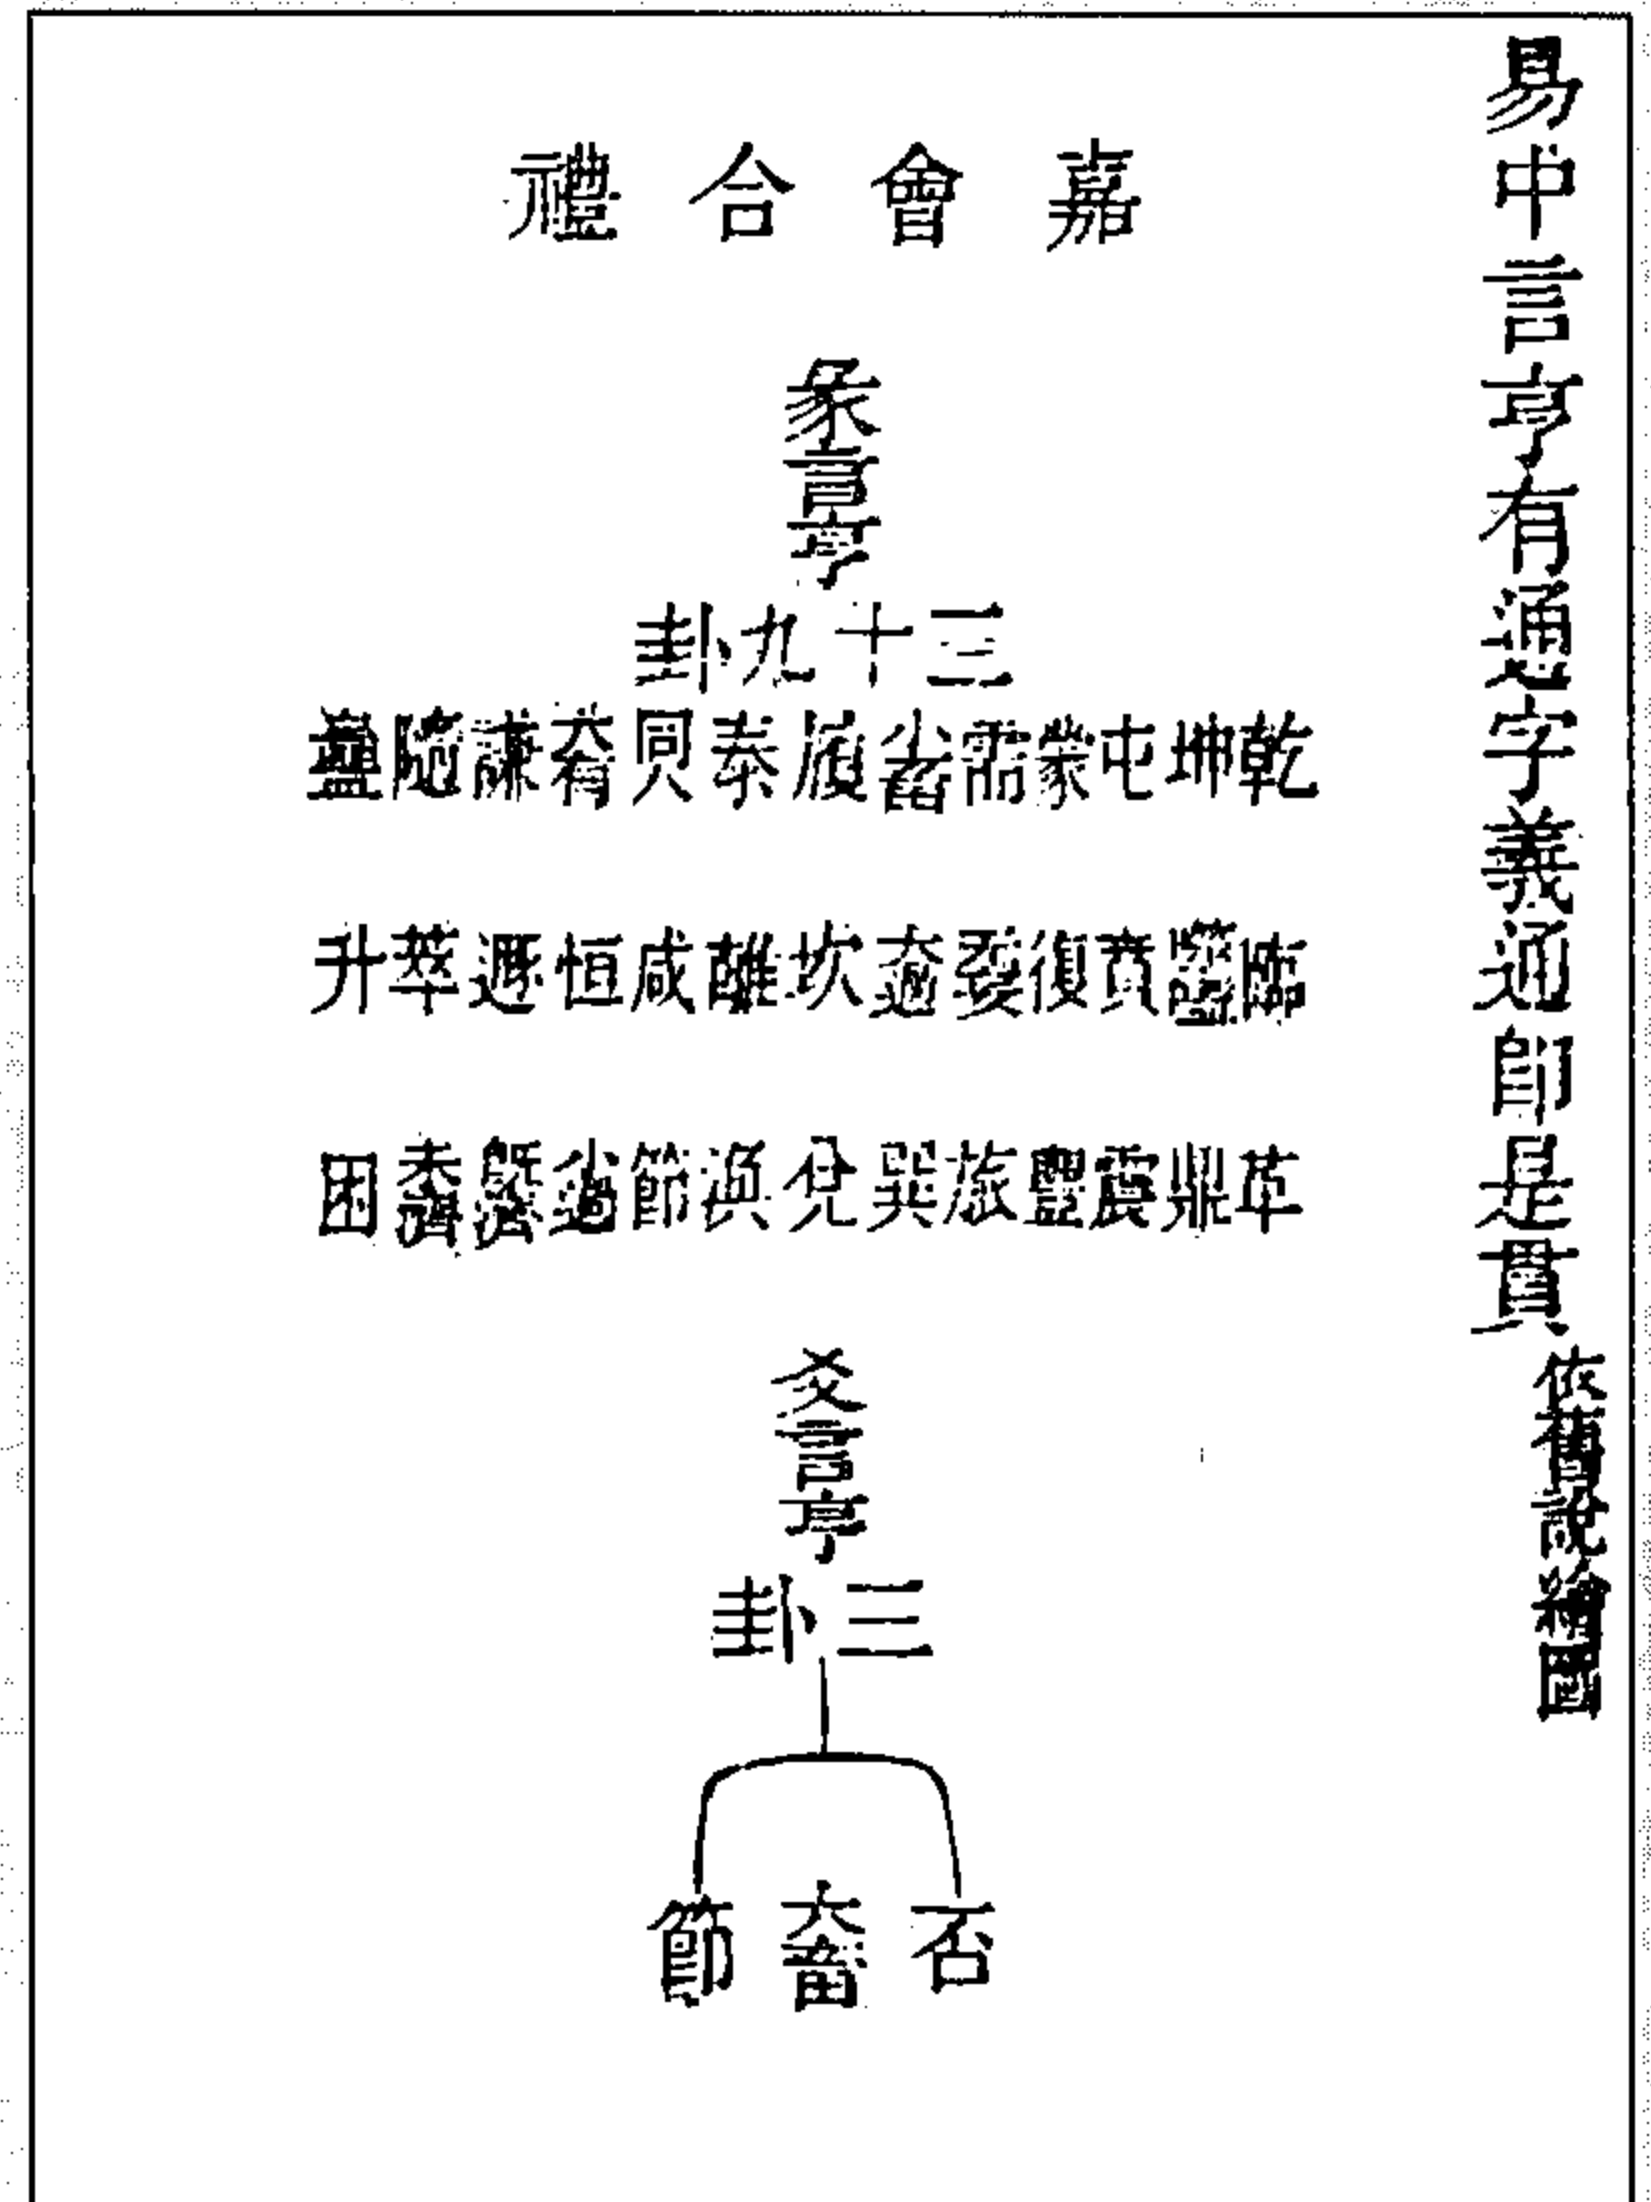 易中言亨有通字義通即是貫
依舊說繪圖
嘉會合禮
彖言亨
三十九卦
乾坤屯蒙需小畜履泰同人大有謙隨蠱
臨噬嗑賁復无妄大過坎離咸恒遯萃升
革鼎震豐旅巽兌渙節小過既濟未濟困
爻言亨
三卦
否 大畜 節